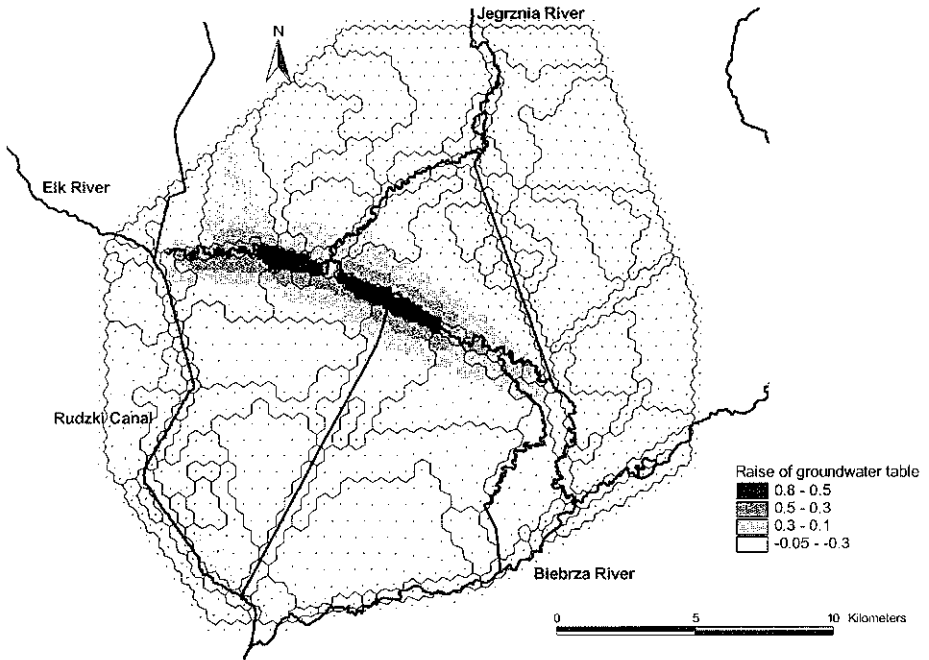 Jegrznia River
N
Elk River
Rudzki Canal
Raise of groundwater table
0.8 - 0.5
0.5 - 0.3
0.3 - 0.1
-0.05 - -0.3
Biebrza River
0 5 10 Kilometers